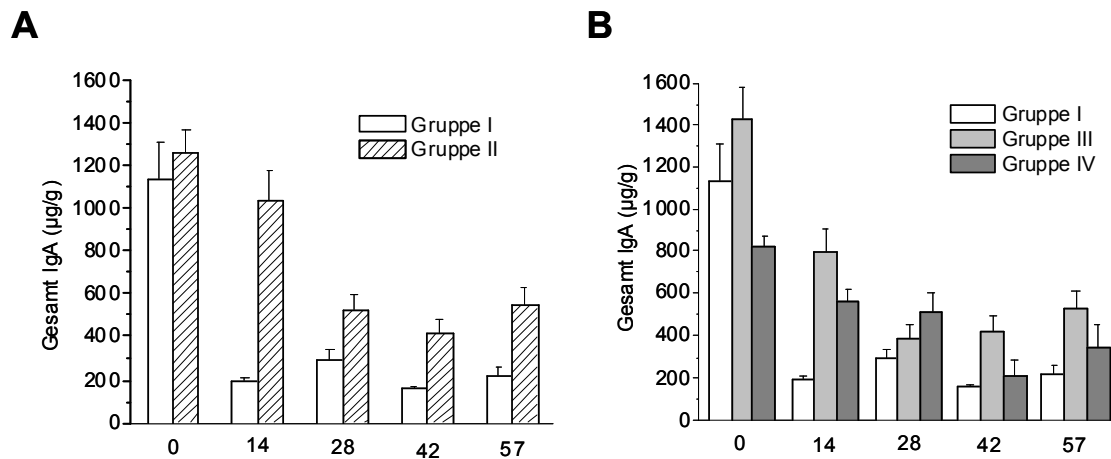 A
Gesamt IgA (µg/g)
1600
1400
1200
1000
800
600
400
200
0
Gruppe I
Gruppe II
0 14 28 42 57
B
Gesamt IgA (µg/g)
1600
1400
1200
1000
800
600
400
200
0
Gruppe I
Gruppe III
Gruppe IV
0 14 28 42 57